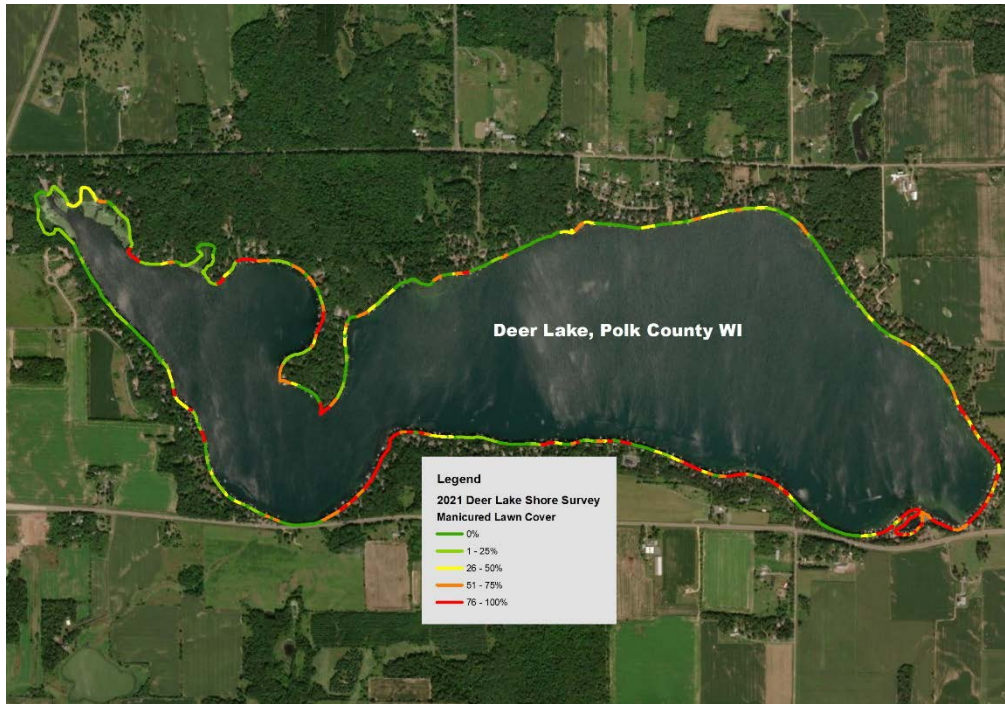 Deer Lake, Polk County WI
Legend
2021 Deer Lake Shore Survey
Manicured Lawn Cover
0%
1 - 25%
26 - 50%
51 - 75%
76 - 100%